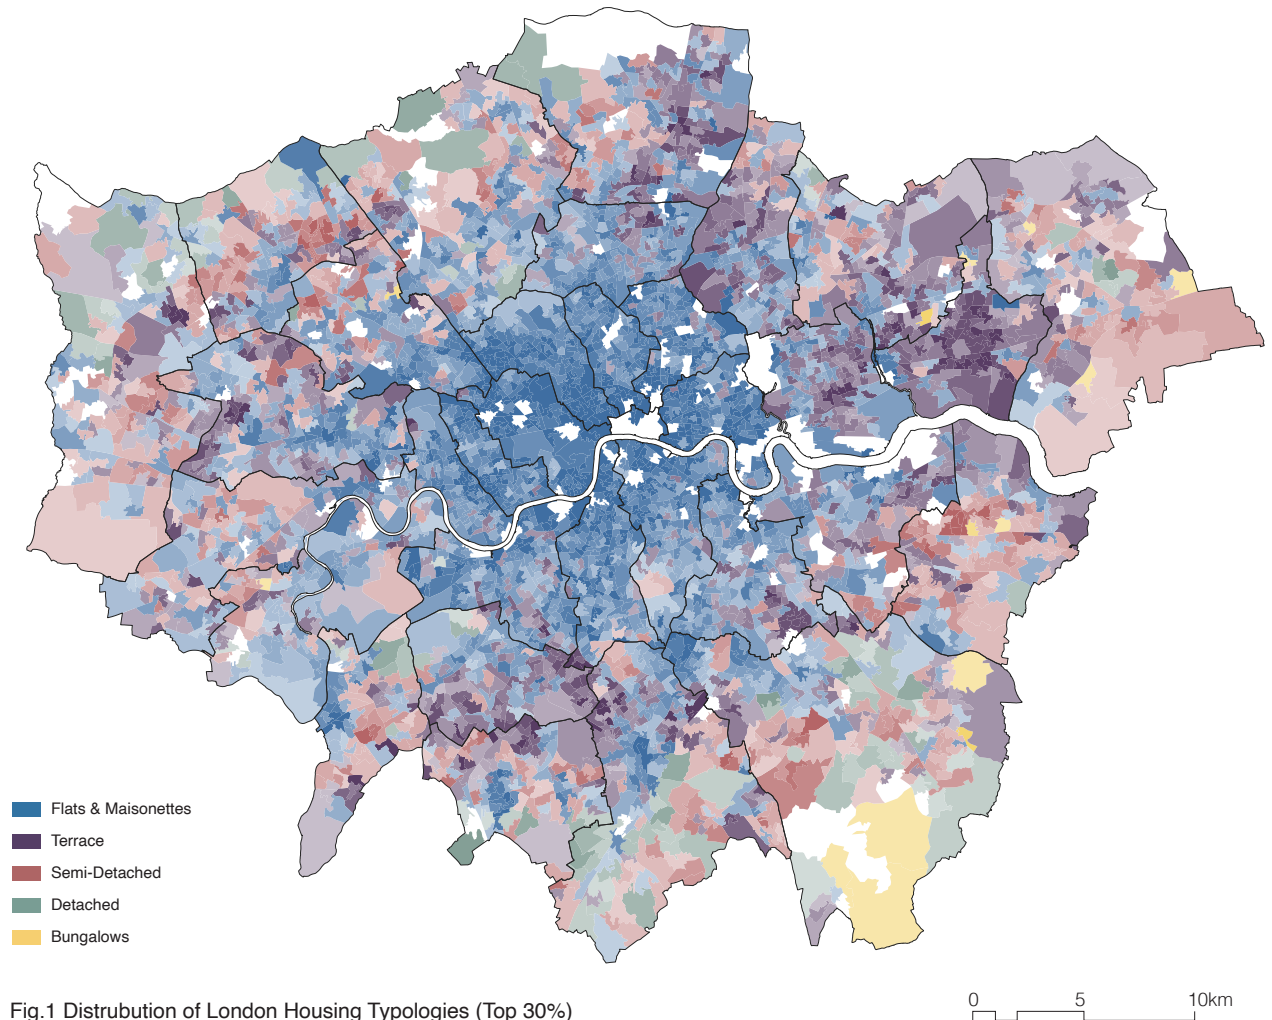 Flats & Maisonettes
Terrace
Semi-Detached
Detached
Bungalows
Fig.1 Distrubution of London Housing Typologies (Top 30%)
0 5 10km